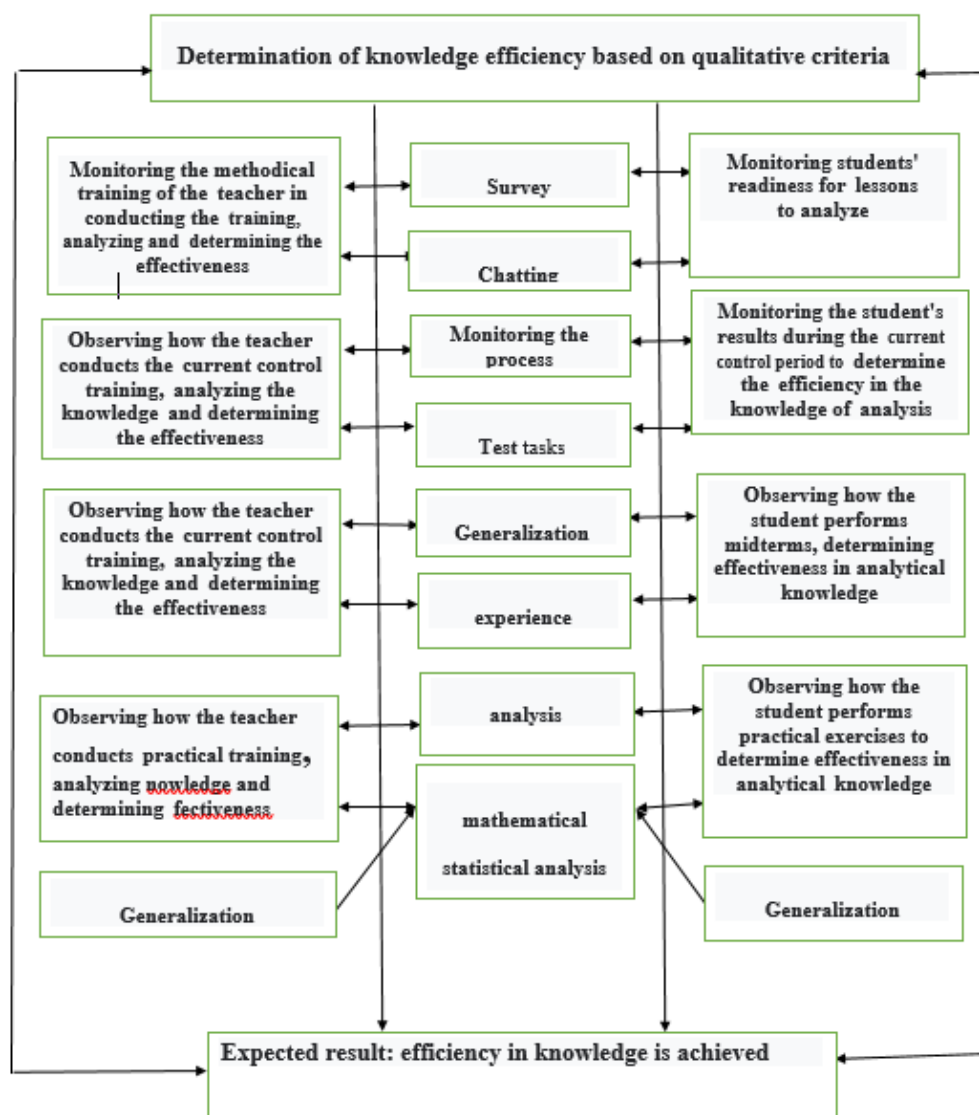 Determination of knowledge efficiency based on qualitative criteria
Monitoring the methodical
training of the teacher in
conducting the training,
analyzing and determining the
effectiveness
Survey
Monitoring students'
readiness for lessons
to analyze
Chatting
Observing how the teacher
conducts the current control
training, analyzing the
knowledge and determining
the effectiveness
Monitoring the
process
Monitoring the student's
results during the current
control period to determine
the efficiency in the
knowledge of analysis
Test tasks
Observing how the teacher
conducts the current control
training, analyzing the
knowledge and determining
the effectiveness
Generalization
Observing how the
student performs
midterms, determining
effectiveness in analytical
knowledge
experience
Observing how the teacher
conducts practical training,
analyzing nowledge and
determining fectiveness
analysis
Observing how the
student performs
practical exercises to
determine effectiveness in
analytical knowledge
mathematical
statistical analysis
Generalization
Generalization
Expected result: efficiency in knowledge is achieved